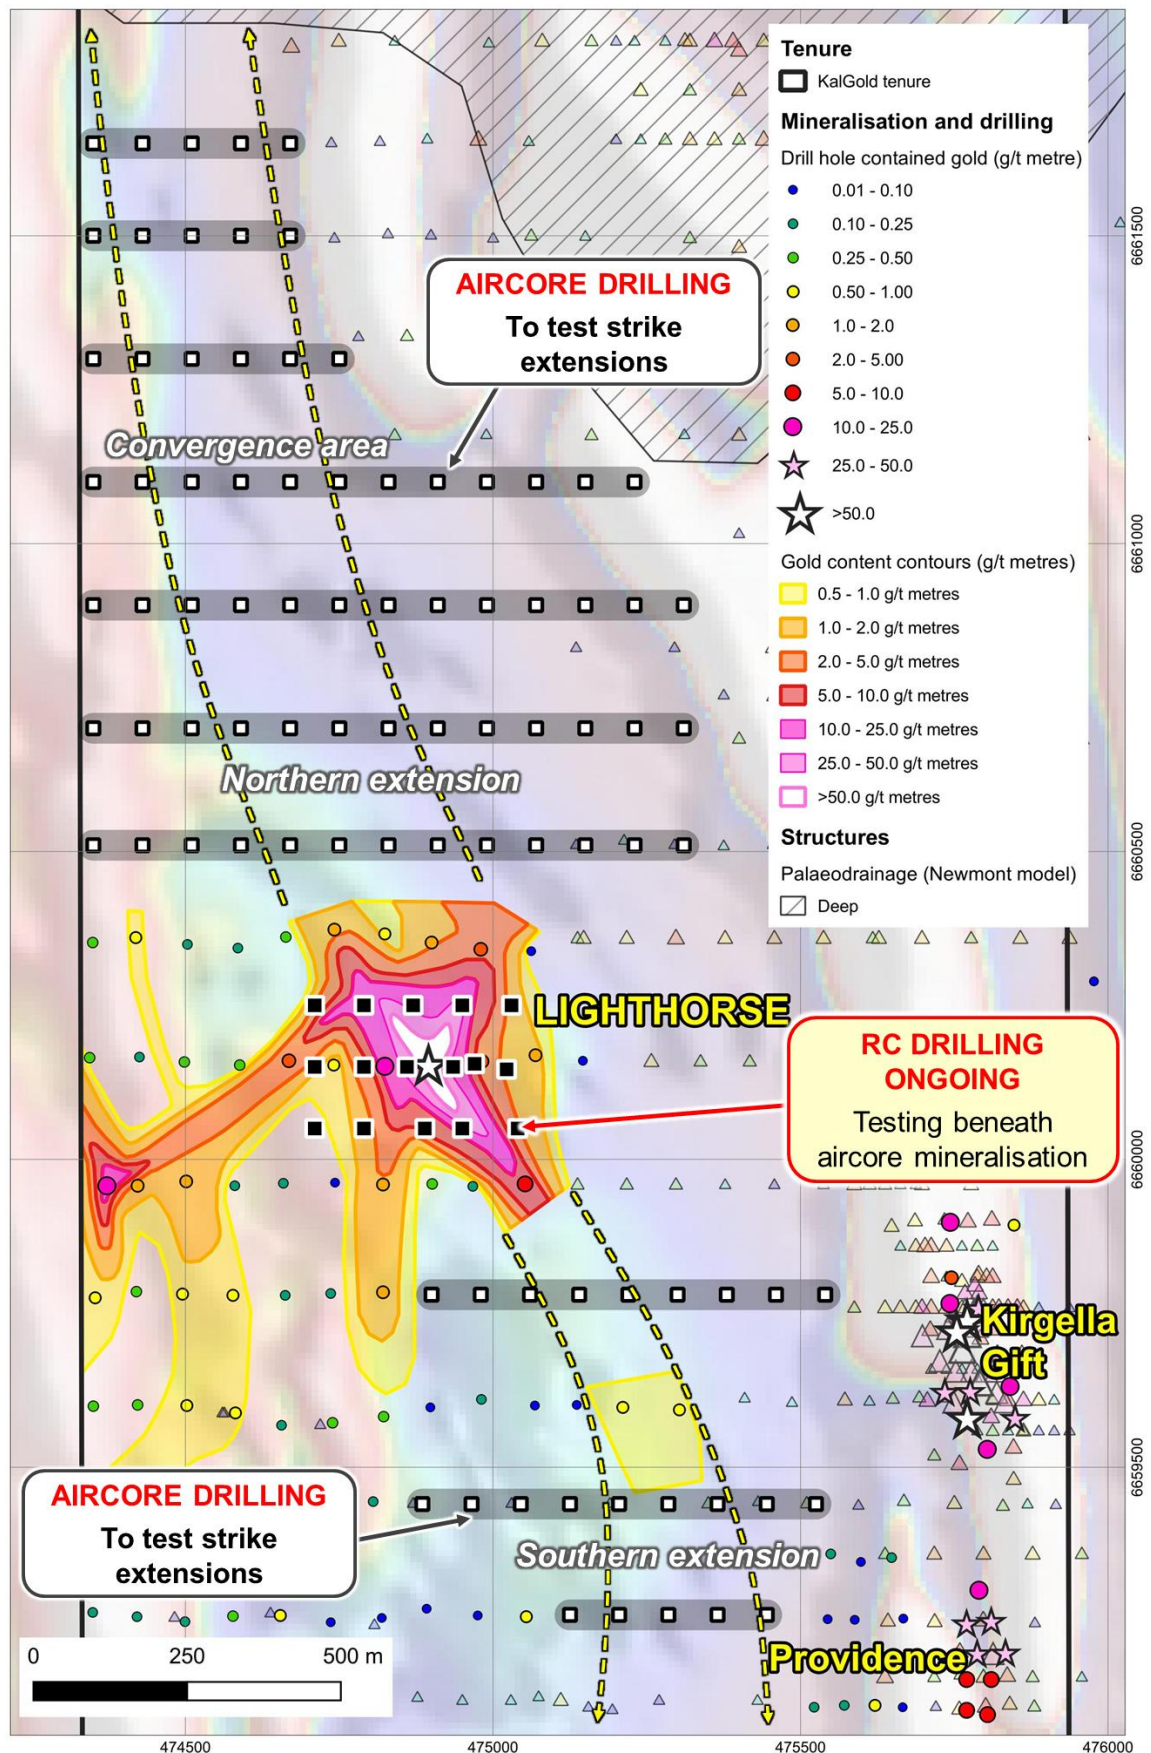 Tenure
KalGold tenure
Mineralisation and drilling
Drill hole contained gold (g/t metre)
0.01 - 0.10
0.10 - 0.25
0.25 - 0.50
0.50 - 1.00
1.0 - 2.0
2.0 - 5.00
5.0 - 10.0
10.0 - 25.0
25.0 - 50.0
>50.0
Gold content contours (g/t metres)
0.5 - 1.0 g/t metres
1.0 - 2.0 g/t metres
2.0 - 5.0 g/t metres
5.0 - 10.0 g/t metres
10.0 - 25.0 g/t metres
25.0 - 50.0 g/t metres
>50.0 g/t metres
Structures
Palaeodrainage (Newmont model)
Deep
6661500
AIRCORE DRILLING
To test strike
extensions
Convergence area
6661000
Northern extension
6660500
LIGHTHORSE
RC DRILLING
ONGOING
Testing beneath
aircore mineralisation
6660000
Kirgella
Gift
6659500
AIRCORE DRILLING
To test strike
extensions
Southern extension
Providence
0 250 500 m
474500 475000 475500 476000